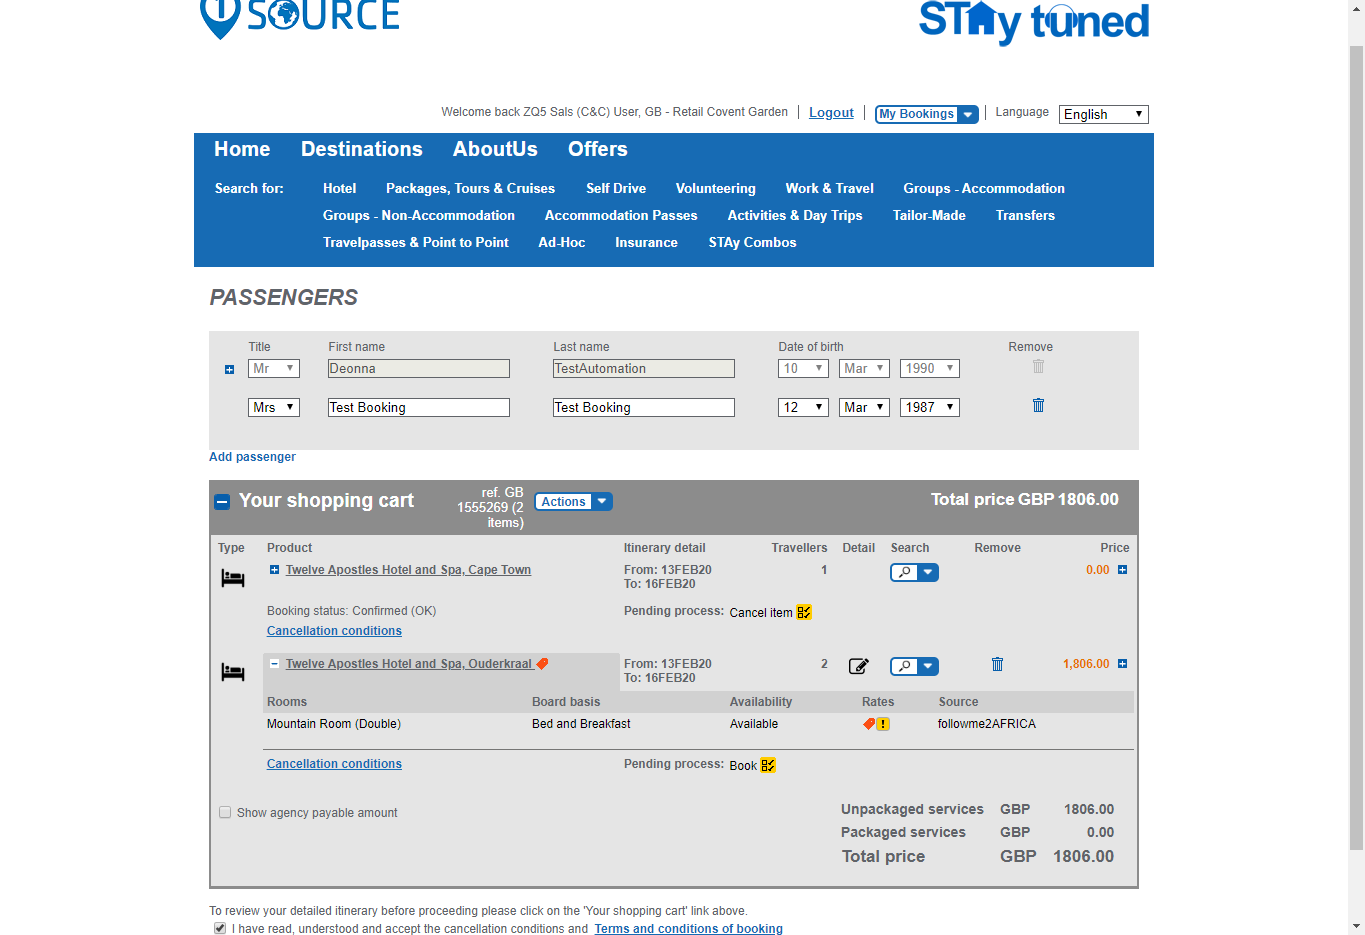 1 SOURCE
STAy tuned
Welcome back ZQ5 Sals (C&C) User, GB - Retail Covent Garden | Logout | My Bookings | Language English
Home Destinations AboutUs Offers
Search for: Hotel Packages, Tours & Cruises Self Drive Volunteering Work & Travel Groups - Accommodation
Groups - Non-Accommodation Accommodation Passes Activities & Day Trips Tailor-Made Transfers
Travelpasses & Point to Point Ad-Hoc Insurance STAy Combos
PASSENGERS
Title First name Last name Date of birth Remove
Mr Deonna TestAutomation 10 Mar 1990
Mrs Test Booking Test Booking 12 Mar 1987
Add passenger
Your shopping cart ref. GB 1555269 (2 items) Actions Total price GBP 1806.00
Type Product Itinerary detail Travellers Detail Search Remove Price
Twelve Apostles Hotel and Spa, Cape Town From: 13FEB20 1 0.00
To: 16FEB20
Booking status: Confirmed (OK) Pending process: Cancel item
Cancellation conditions
Twelve Apostles Hotel and Spa, Ouderkraal From: 13FEB20 2 1,806.00
To: 16FEB20
Rooms Board basis Availability Rates Source
Mountain Room (Double) Bed and Breakfast Available ! followme2AFRICA
Cancellation conditions Pending process: Book
Show agency payable amount Unpackaged services GBP 1806.00
Packaged services GBP 0.00
Total price GBP 1806.00
To review your detailed itinerary before proceeding please click on the 'Your shopping cart' link above.
I have read, understood and accept the cancellation conditions and Terms and conditions of booking